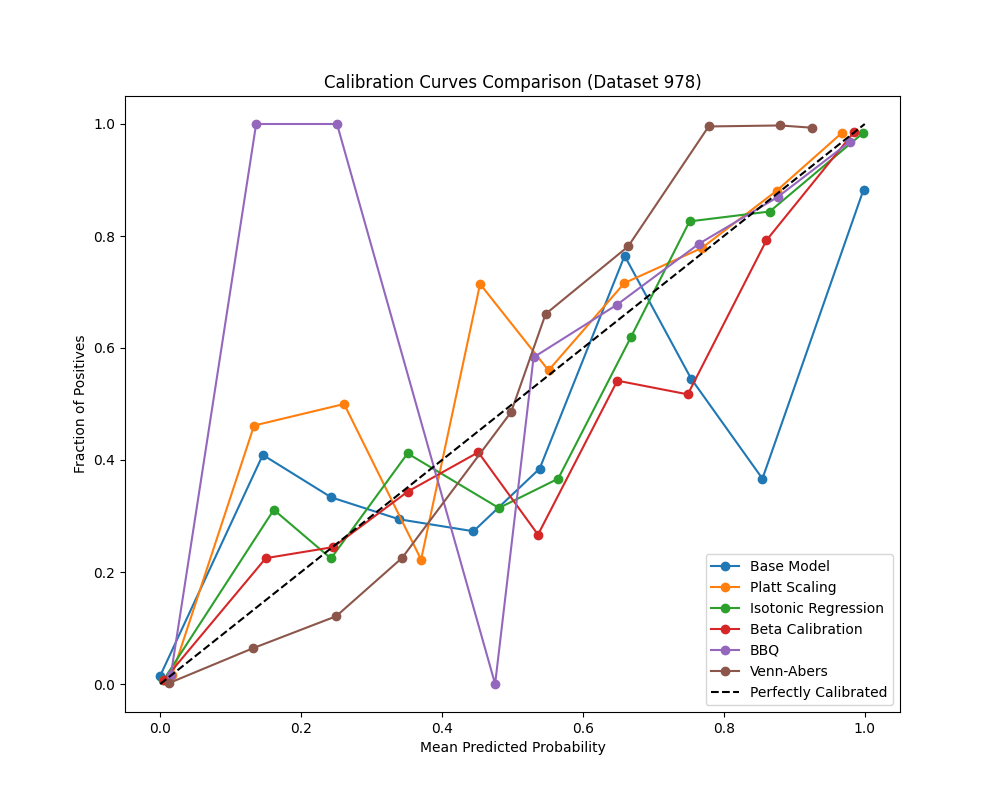 Calibration Curves Comparison (Dataset 978)
Fraction of Positives
1.0
0.8
0.6
0.4
0.2
0.0
0.0 0.2 0.4 0.6 0.8 1.0
Mean Predicted Probability
Base Model
Platt Scaling
Isotonic Regression
Beta Calibration
BBQ
Venn-Abers
Perfectly Calibrated